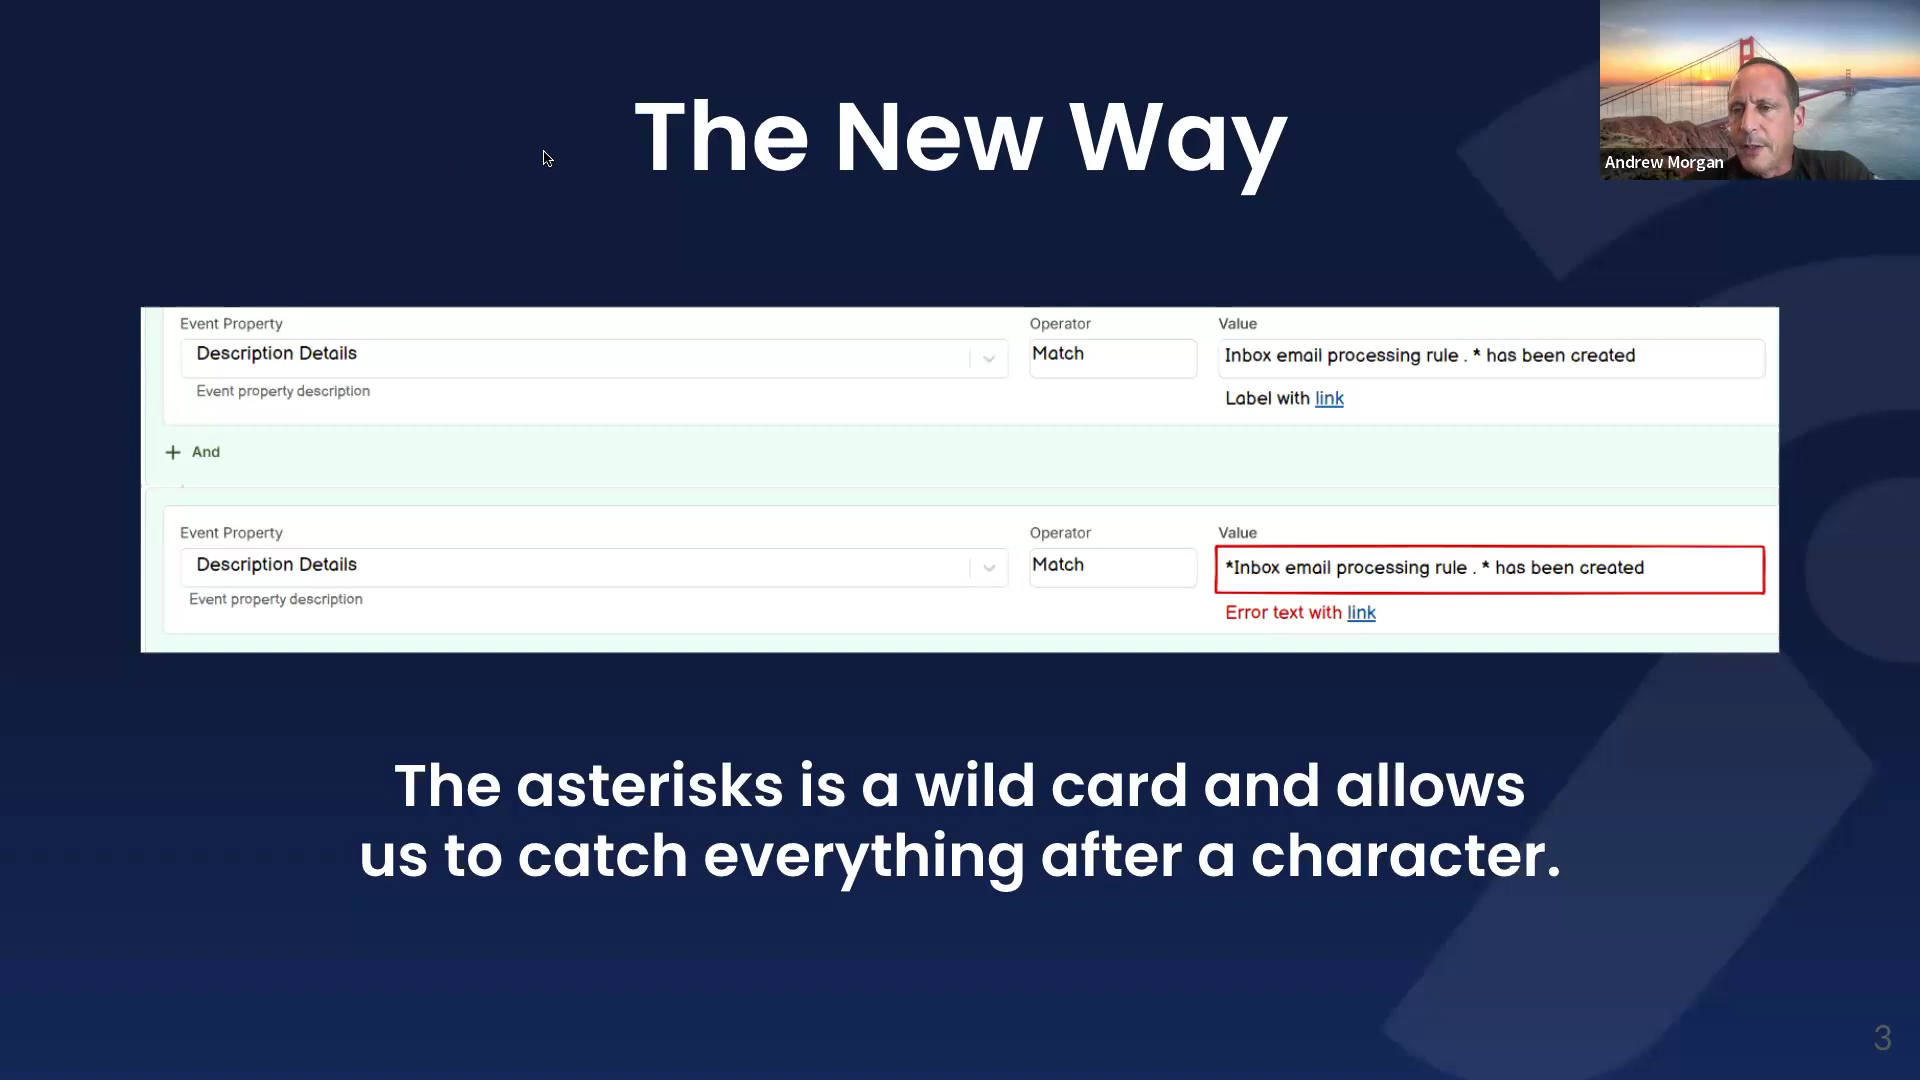 The New Way
Andrew Morgan
Event Property
Operator
Value
Description Details
Match
Inbox email processing rule . * has been created
Event property description
Label with link
+ And
Event Property
Operator
Value
Description Details
Match
*Inbox email processing rule . * has been created
Event property description
Error text with link
The asterisks is a wild card and allows
us to catch everything after a character.
3